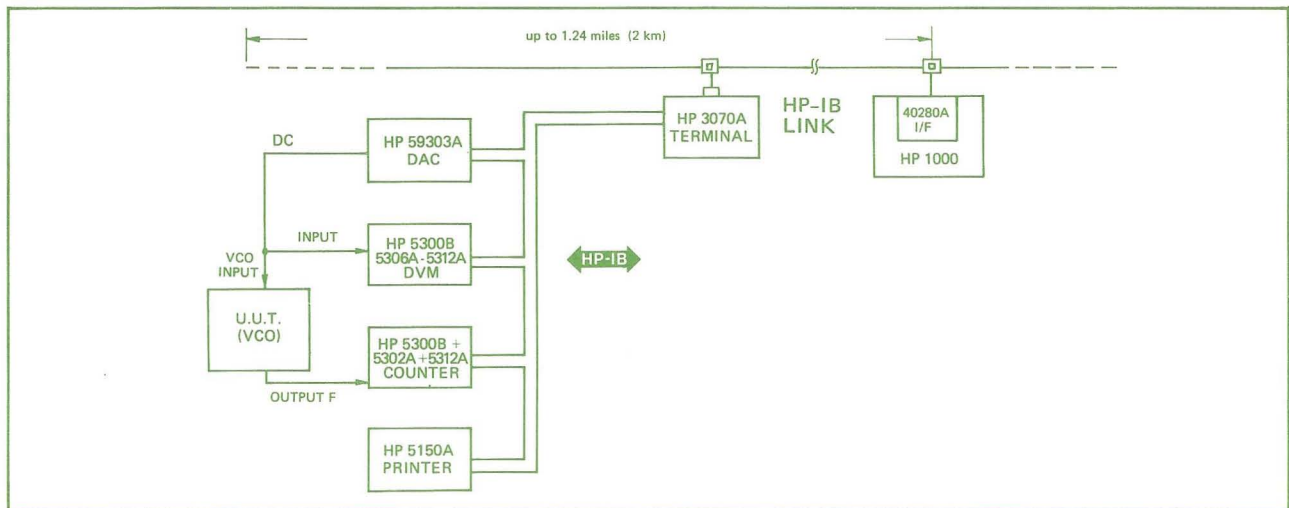 up to 1.24 miles (2 km)
HP 3070A
TERMINAL
HP-IB
LINK
40280A
I/F
HP 1000
DC
HP 59303A
DAC
INPUT
HP 5300B
5306A-5312A
DVM
VCO
INPUT
HP-IB
U.U.T.
(VCO)
HP 5300B +
5302A +5312A
COUNTER
OUTPUT F
HP 5150A
PRINTER